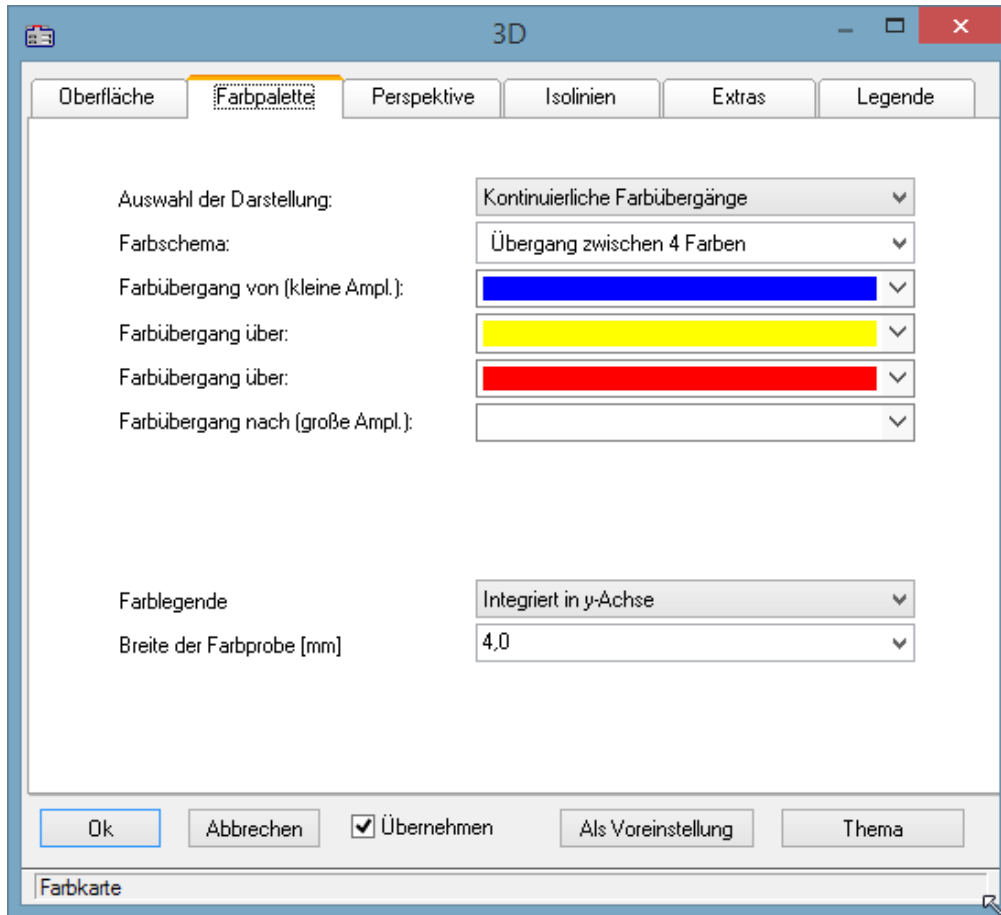 3D
Oberfläche Farbpalette Perspektive Isolinien Extras Legende
Auswahl der Darstellung: Kontinuierliche Farbübergänge
Farbschema: Übergang zwischen 4 Farben
Farbübergang von (kleine Ampl.):
Farbübergang über:
Farbübergang über:
Farbübergang nach (große Ampl.):
Farblegende Integriert in y-Achse
Breite der Farbprobe [mm] 4,0
Ok Abbrechen Übernehmen Als Voreinstellung Thema
Farbkarte